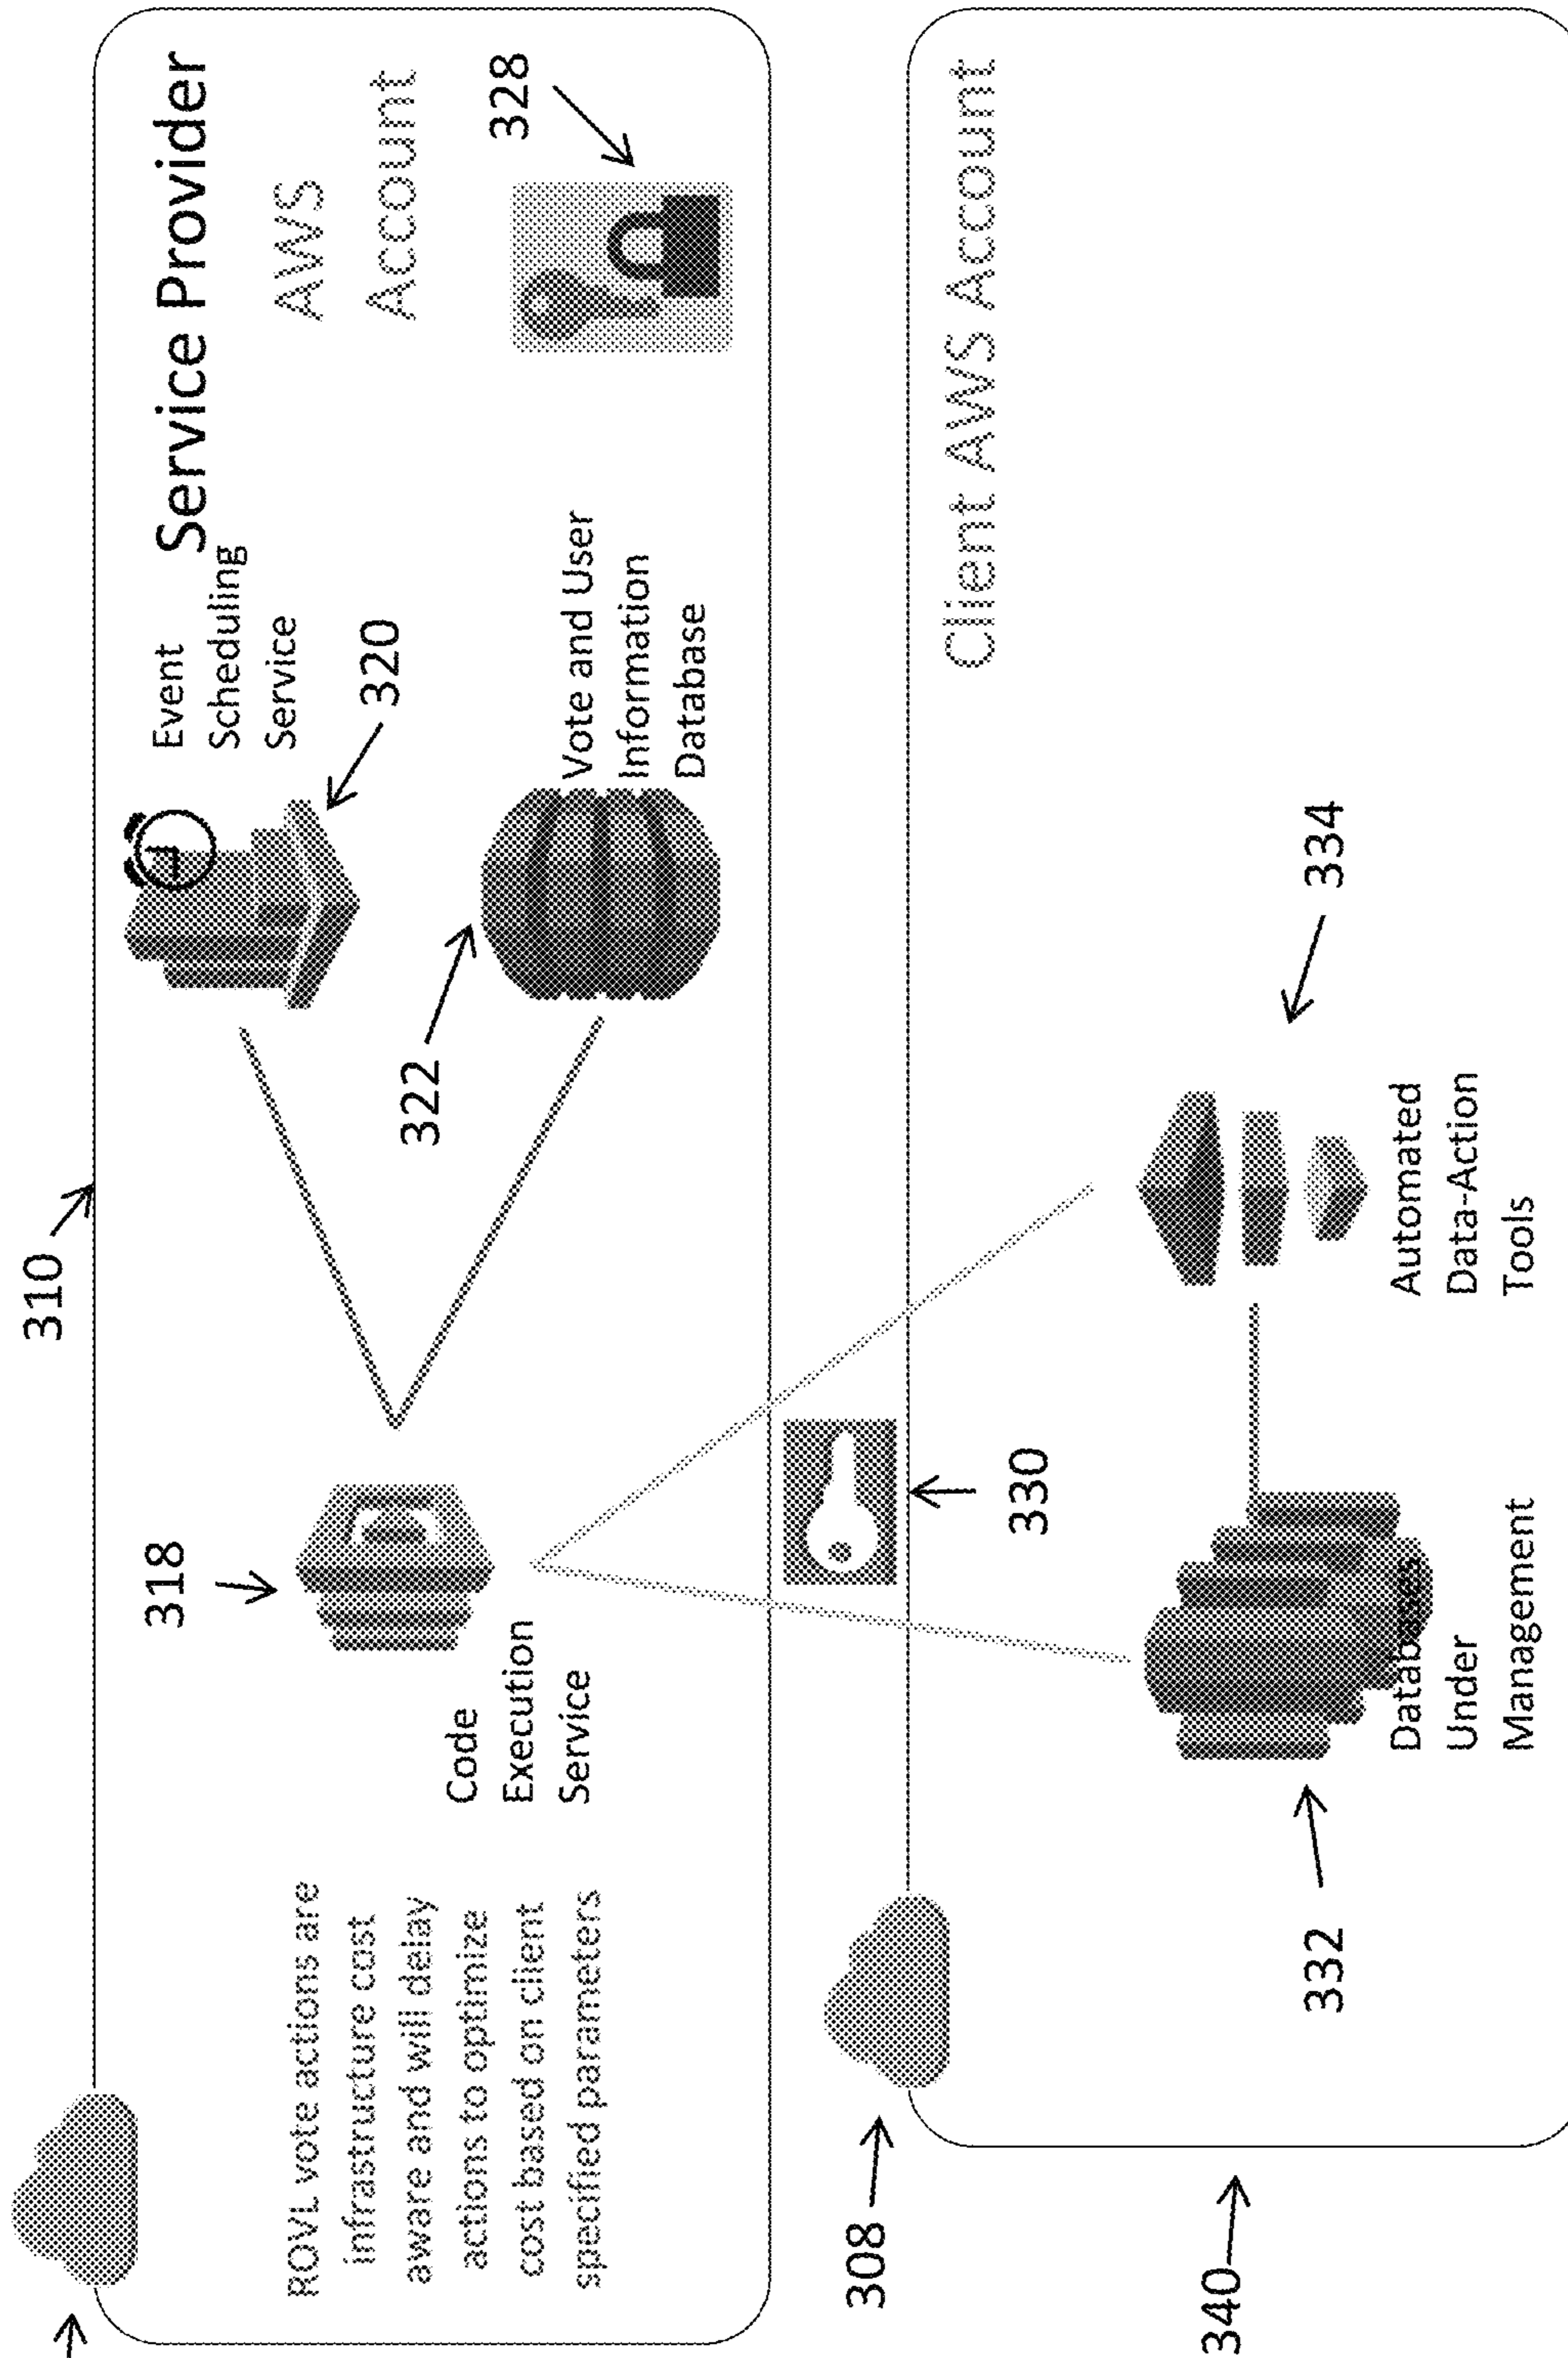 310
Service Provider
AWS
Account
328
Event
Scheduling
Service
320
322
Vote and User
Information
Database
318
Code
Execution
Service
ROVL vote actions are
infrastructure cost
aware and will delay
actions to optimize
cost based on client
specified parameters
330
308
Client AWS Account
340
332
Databases
Under
Management
334
Automated
Data-Action
Tools